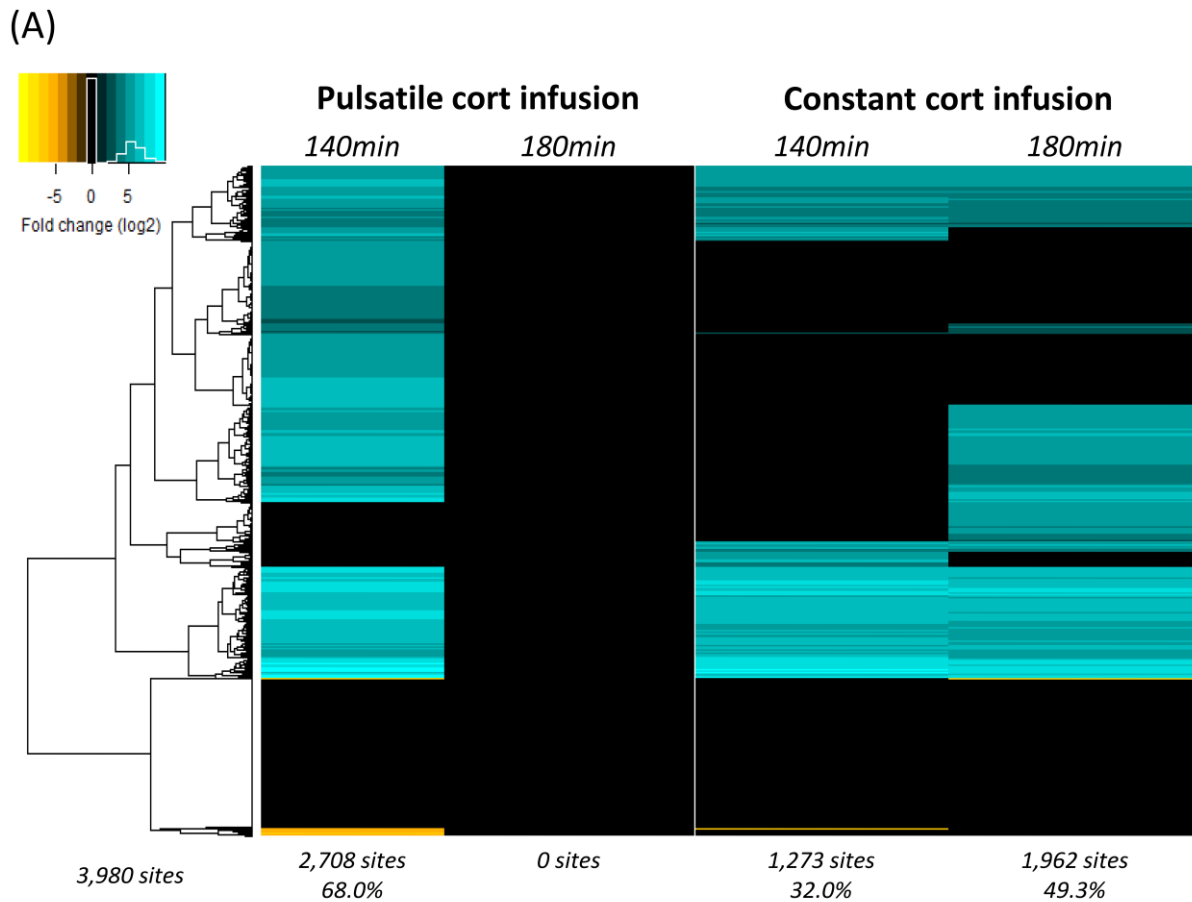 (A)
Pulsatile cort infusion Constant cort infusion
140min 180min 140min 180min
-5 0 5
Fold change (log2)
3,980 sites 2,708 sites 0 sites 1,273 sites 1,962 sites
68.0% 32.0% 49.3%